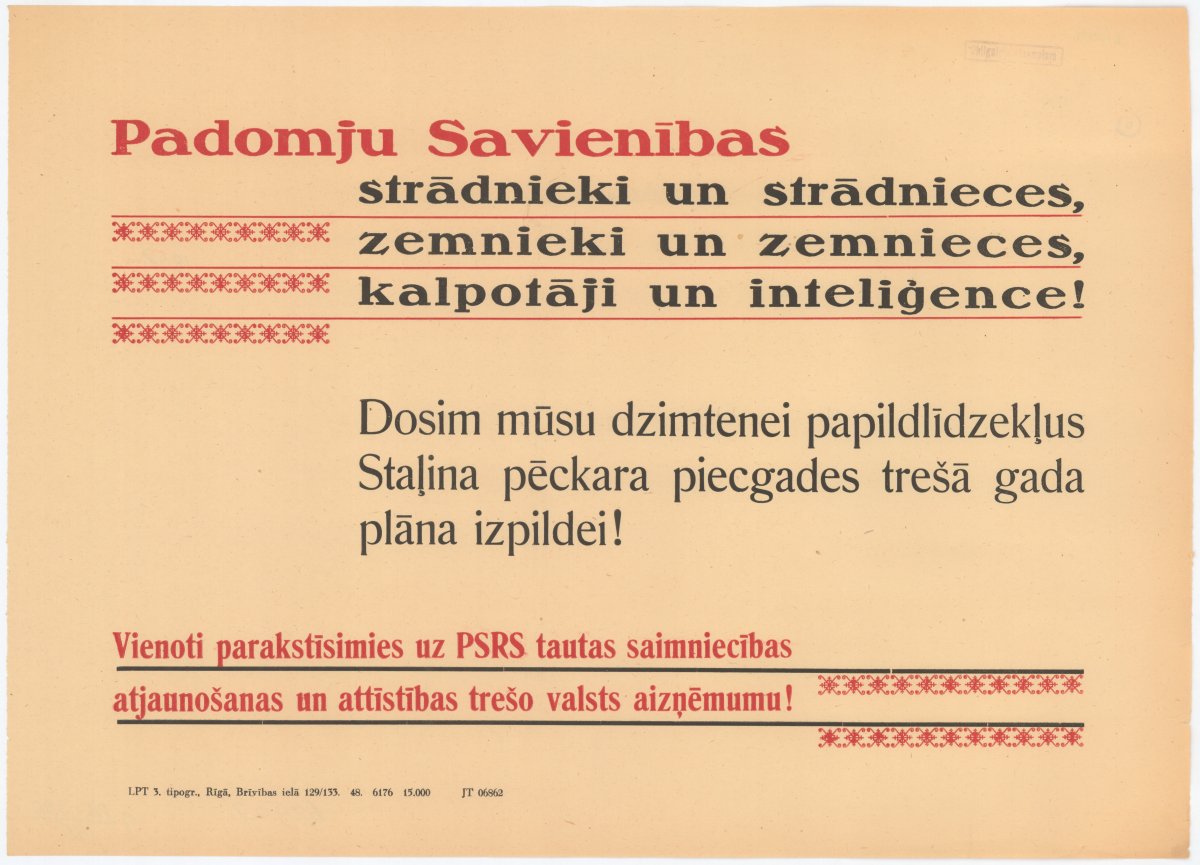 Padomju Savienības
strādnieki un strādnieces,
zemnieki un zemnieces,
kalpotāji un inteliģence!
Dosim mūsu dzimtenei papildlīdzekļus
Staļina pēckara piecgades trešā gada
plāna izpildei!
Vienoti parakstīsimies uz PSRS tautas saimniecības
atjaunošanas un attīstības trešo valsts aizņēmumu!
LPT 3. tipogr., Rīgā, Brīvības ielā 129/133. 48. 6176 15.000 JT 06862